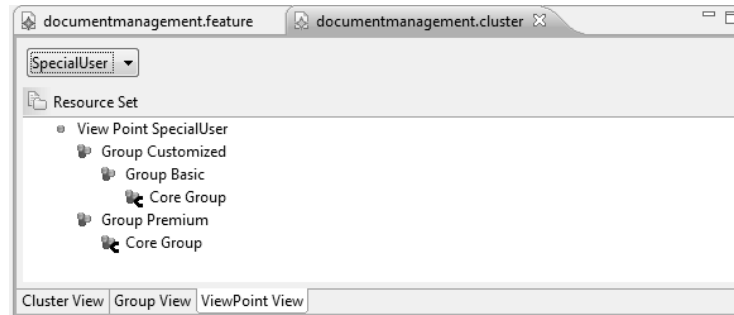 documentmanagement.feature documentmanagement.cluster
SpecialUser
Resource Set
View Point SpecialUser
Group Customized
Group Basic
Core Group
Group Premium
Core Group
Cluster View Group View ViewPoint View